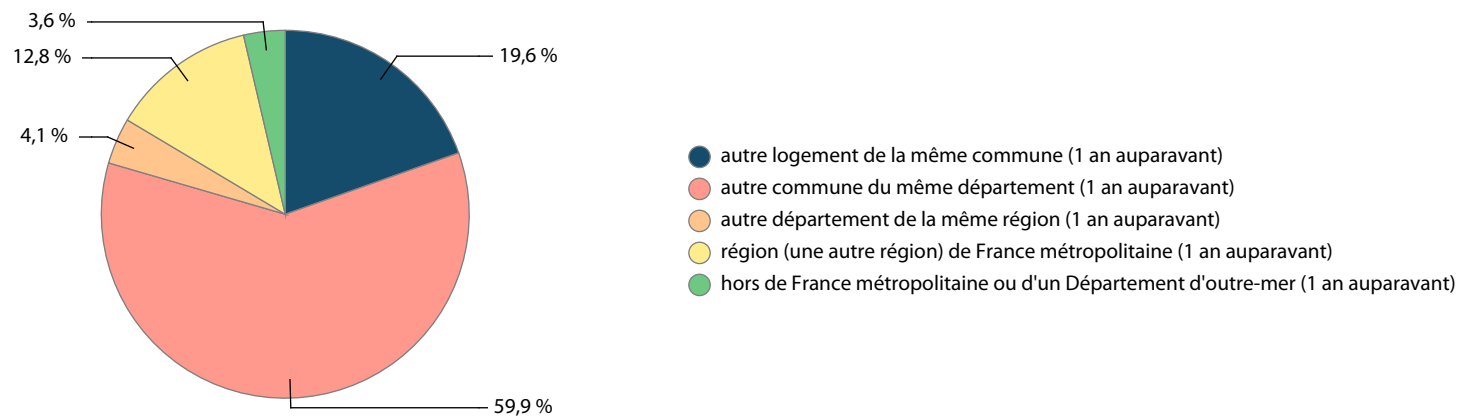 3,6 %
12,8 %
4,1 %
19,6 %
59,9 %
autre logement de la même commune (1 an auparavant)
autre commune du même département (1 an auparavant)
autre département de la même région (1 an auparavant)
région (une autre région) de France métropolitaine (1 an auparavant)
hors de France métropolitaine ou d'un Département d'outre-mer (1 an auparavant)